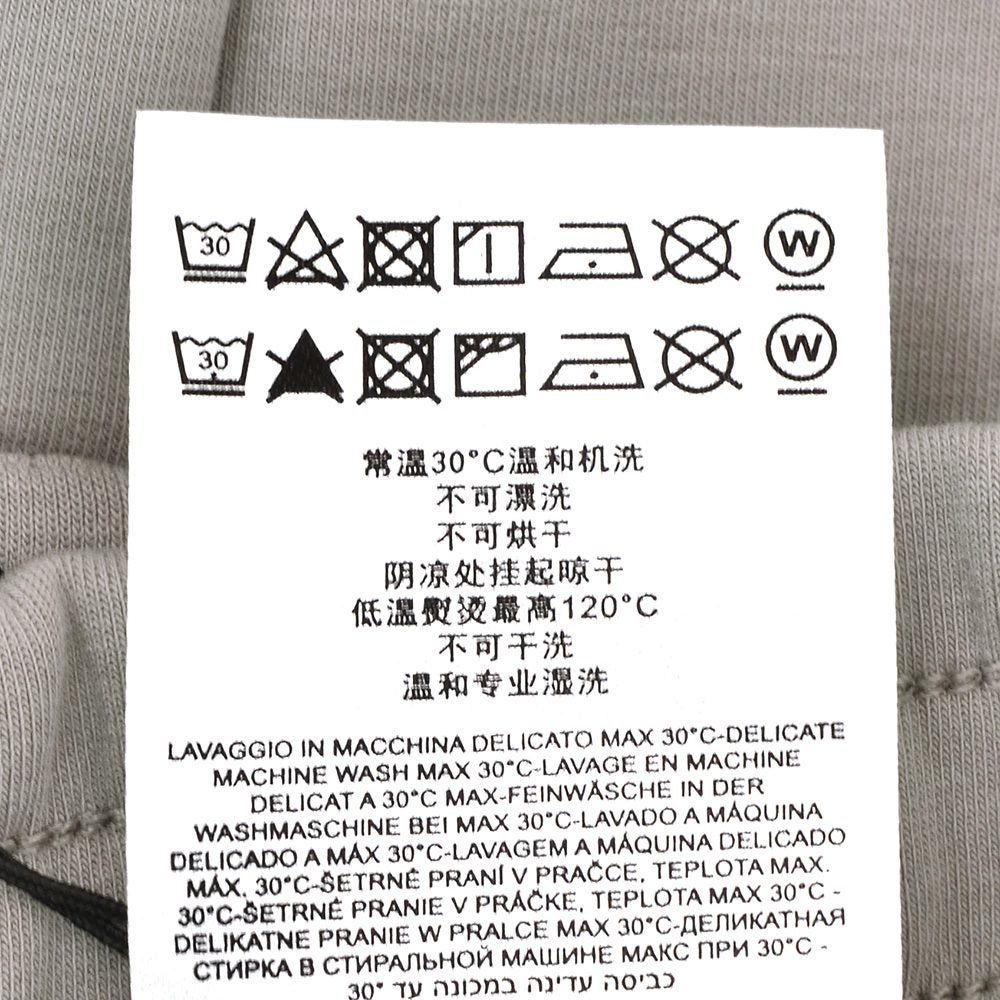 30 W
30 W
常温30°C温和机洗
不可漂洗
不可烘干
阴凉处挂起晾干
低温熨烫最高120°C
不可干洗
温和专业湿洗
LAVAGGIO IN MACCHINA DELICATO MAX 30°C-DELICATE
MACHINE WASH MAX 30°C-LAVAGE EN MACHINE
DELICAT A 30°C MAX-FEINWÄSCHE IN DER
WASHMASCHINE BEI MAX 30°C-LAVADO A MÁQUINA
DELICADO A MÁX 30°C-LAVAGEM A MÁQUINA DELICADO
MÁX. 30°C-ŠETRNÉ PRANÍ V PRAČCE, TEPLOTA MAX.
30°C-ŠETRNÉ PRANIE V PRÁČKE, TEPLOTA MAX 30°C -
DELIKATNE PRANIE W PRALCE MAX 30°C-ДЕЛИКАТНАЯ
СТИРКА В СТИРАЛЬНОЙ МАШИНЕ МАКС ПРИ 30°C -
כביסה עדינה במכונה עד 30°